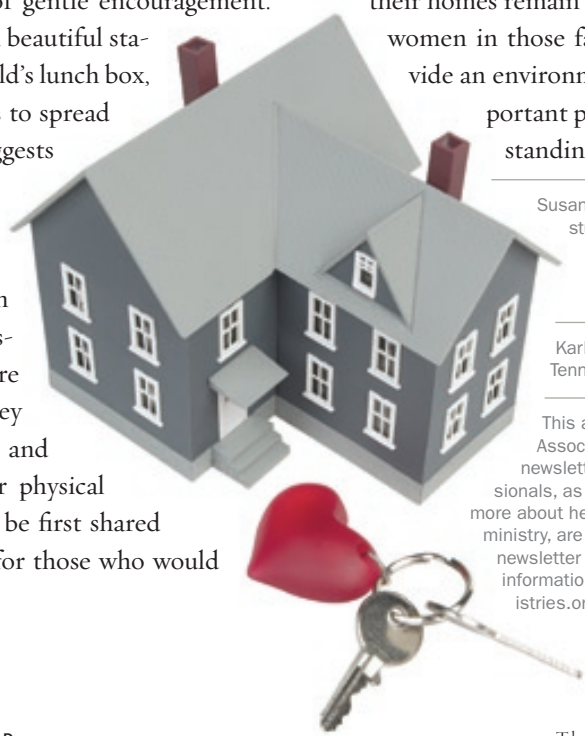 of gentle encouragement.
beautiful sta-
ld's lunch box,
to spread
ggests
n
s-
re
ey
and
r physical
be first shared
for those who would
their homes remain
women in those fa
vide an environm
portant p
standin
Susan
st
Karl
Tenn
This a
Assoc
newslett
sionals, as
more about he
ministry, are
newsletter
informatio
istries.or